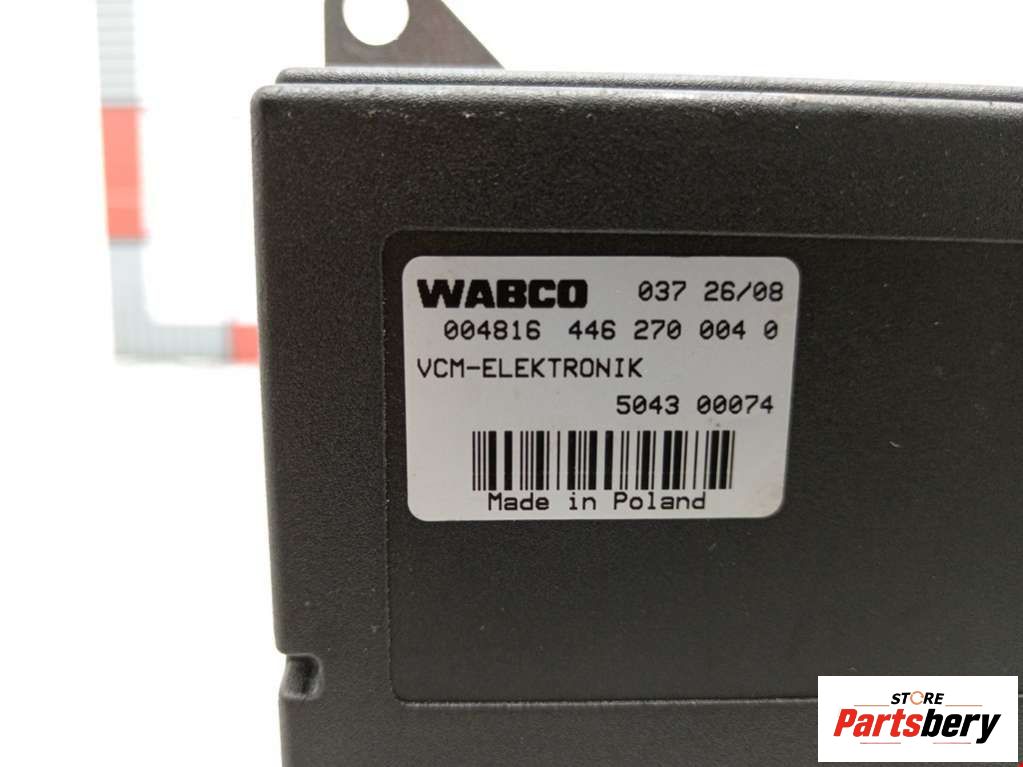 WABCO 037 26/08
004816 446 270 004 0
VCM-ELEKTRONIK
5043 00074
Made in Poland
STORE
Partsbery